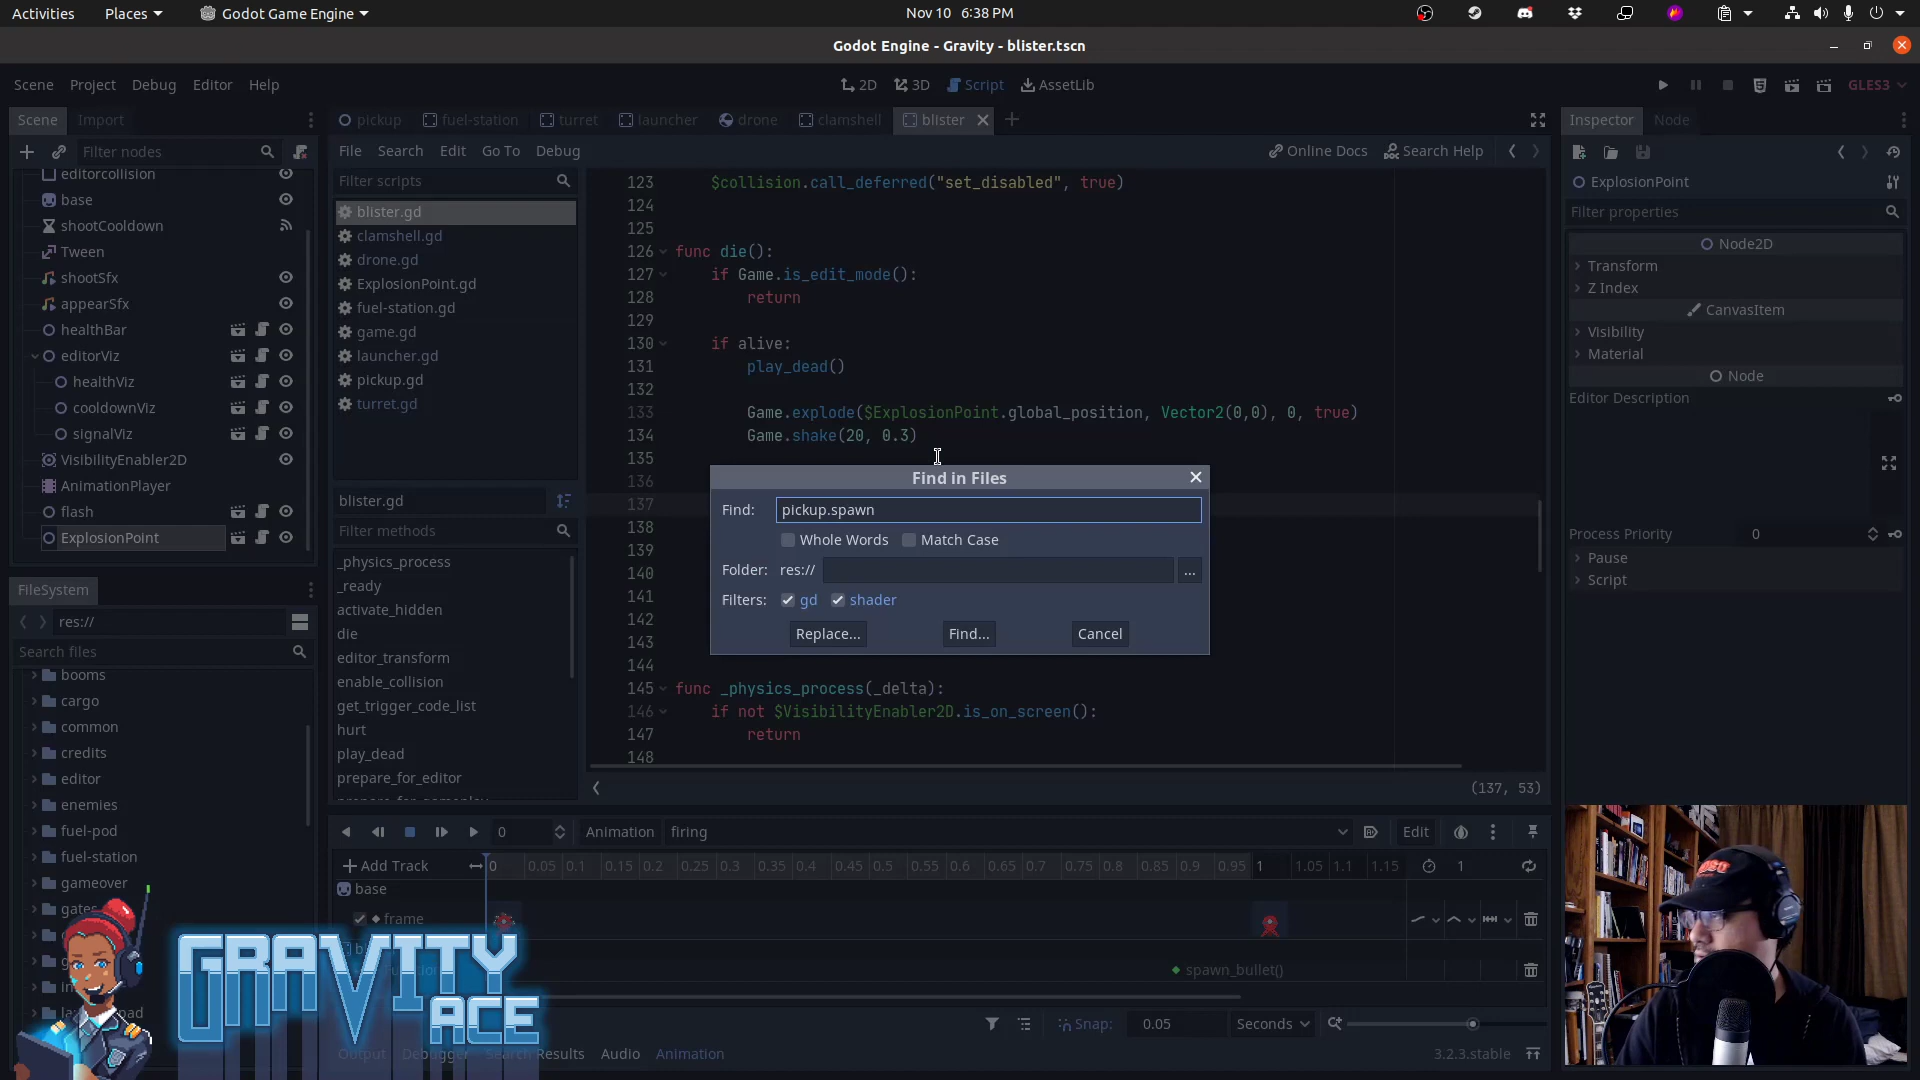 Activities Places Godot Game Engine Nov 10 6:38 PM
Godot Engine - Gravity - blister.tscn
Scene Project Debug Editor Help 2D 3D Script AssetLib GLES3
Scene Import pickup fuel-station turret launcher drone clamshell blister Inspector Node
Filter nodes File Search Edit Go To Debug Online Docs Search Help
editorcollision
base
shootCooldown
Tween
shootSfx
appearSfx
healthBar
editorViz
healthViz
cooldownViz
signalViz
VisibilityEnabler2D
AnimationPlayer
flash
ExplosionPoint
Filter scripts
blister.gd
clamshell.gd
drone.gd
ExplosionPoint.gd
fuel-station.gd
game.gd
launcher.gd
pickup.gd
turret.gd
blister.gd
Filter methods
_physics_process
_ready
activate_hidden
die
editor_transform
enable_collision
get_trigger_code_list
hurt
play_dead
prepare_for_editor
123 $collision.call_deferred("set_disabled", true)
124
125
126 func die():
127 if Game.is_edit_mode():
128 return
129
130 if alive:
131 play_dead()
132
133 Game.explode($ExplosionPoint.global_position, Vector2(0,0), 0, true)
134 Game.shake(20, 0.3)
135
136
137
138
139
140
141
142
143
144
145 func _physics_process(_delta):
146 if not $VisibilityEnabler2D.is_on_screen():
147 return
148
(137, 53)
Find in Files
Find: pickup.spawn
Whole Words Match Case
Folder: res:// ...
Filters: gd shader
Replace... Find... Cancel
ExplosionPoint
Filter properties
Node2D
Transform
Z Index
CanvasItem
Visibility
Material
Node
Editor Description
Process Priority 0
Pause
Script
FileSystem
res://
Search files
booms
cargo
common
credits
editor
enemies
fuel-pod
fuel-station
gameover
gates
0 Animation firing Edit
Add Track 0 0.05 0.1 0.15 0.2 0.25 0.3 0.35 0.4 0.45 0.5 0.55 0.6 0.65 0.7 0.75 0.8 0.85 0.9 0.95 1 1.05 1.1 1.15 1
base
frame
spawn_bullet()
Snap: 0.05 Seconds
Output Debugger Search Results Audio Animation 3.2.3.stable
GRAVITY
ACE